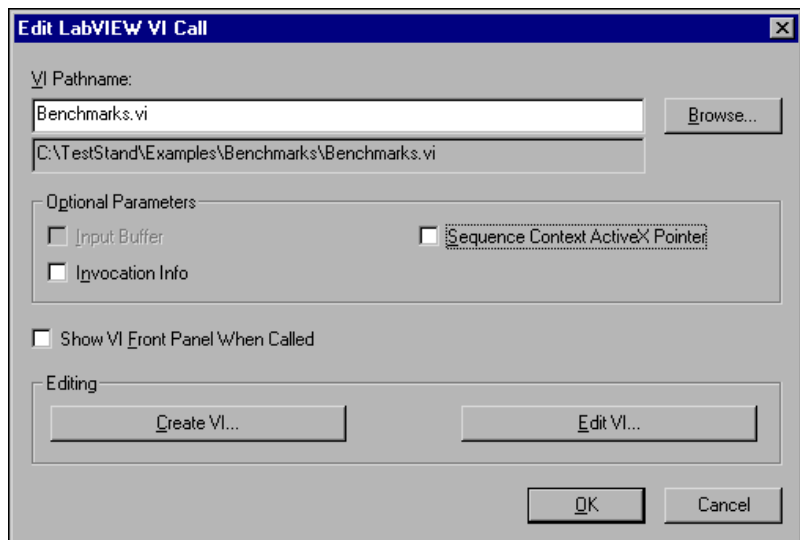 Edit LabVIEW VI Call
VI Pathname:
Benchmarks.vi
Browse...
C:\TestStand\Examples\Benchmarks\Benchmarks.vi
Optional Parameters
Input Buffer
Sequence Context ActiveX Pointer
Invocation Info
Show VI Front Panel When Called
Editing
Create VI...
Edit VI...
OK
Cancel